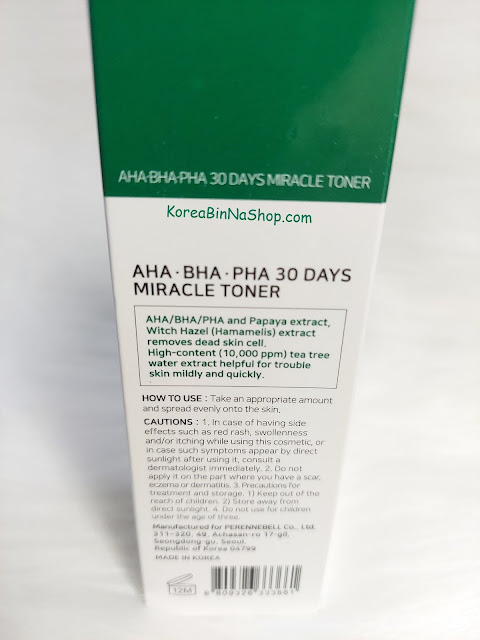 AHA·BHA·PHA 30 DAYS MIRACLE TONER
KoreaBinNaShop.com
AHA · BHA · PHA 30 DAYS
MIRACLE TONER
AHA/BHA/PHA and Papaya extract,
Witch Hazel (Hamamelis) extract
removes dead skin cell.
High-content (10,000 ppm) tea tree
water extract helpful for trouble
skin mildly and quickly.
HOW TO USE : Take an appropriate amount
and spread evenly onto the skin.
CAUTIONS : 1. In case of having side
effects such as red rash, swollenness
and/or itching while using this cosmetic, or
in case such symptoms appear by direct
sunlight after using it, consult a
dermatologist immediately. 2. Do not
apply it on the part where you have a scar,
eczema or dermatitis. 3. Precautions for
treatment and storage. 1) Keep out of the
reach of children. 2) Store away from
direct sunlight. 4. Do not use for children
under the age of three.
Manufactured for PERENNEBELL Co., Ltd.
311-320, 49, Achasan-ro 17-gil,
Seongdong-gu, Seoul,
Republic of Korea 04799
MADE IN KOREA
12M